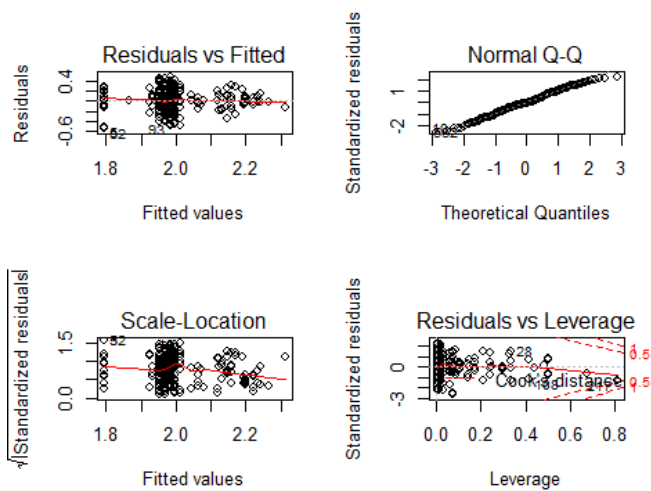 Residuals vs Fitted
Residuals
0.4
-0.6
52
93
1.8
2.0
2.2
Fitted values
Normal Q-Q
Standardized residuals
1
-2
-3 -2 -1 0 1 2 3
Theoretical Quantiles
Scale-Location
√|Standardized residuals|
1.5
0.0
52
1.8
2.0
2.2
Fitted values
Residuals vs Leverage
Standardized residuals
0
-3
28
1
0.5
Cook's distance
0.5
1
0.0 0.2 0.4 0.6 0.8
Leverage